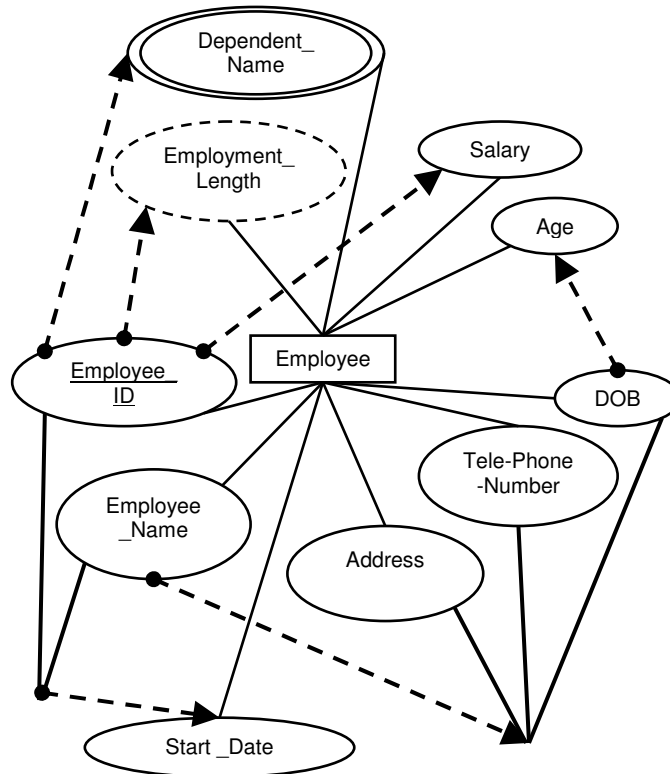 Dependent_
Name
Employment_
Length
Salary
Age
Employee
Employee_
ID
DOB
Tele-Phone
-Number
Employee
_Name
Address
Start _Date